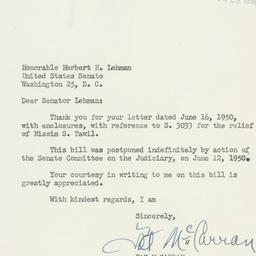 Honorable Herbert H. Lehman
United States Senate
Washington 25, D. C.
Dear Senator Lehman:
Thank you for your letter dated June 16, 1950,
with enclosures, with reference to S. 3033 for the relief
of Nissim S. Tawil.
This bill was postponed indefinitely by action of
the Senate Committee on the Judiciary, on June 12, 1950.
Your courtesy in writing to me on this bill is
greatly appreciated.
With kindest regards, I am
Sincerely,
Pat McCarran
PAT McCARRAN